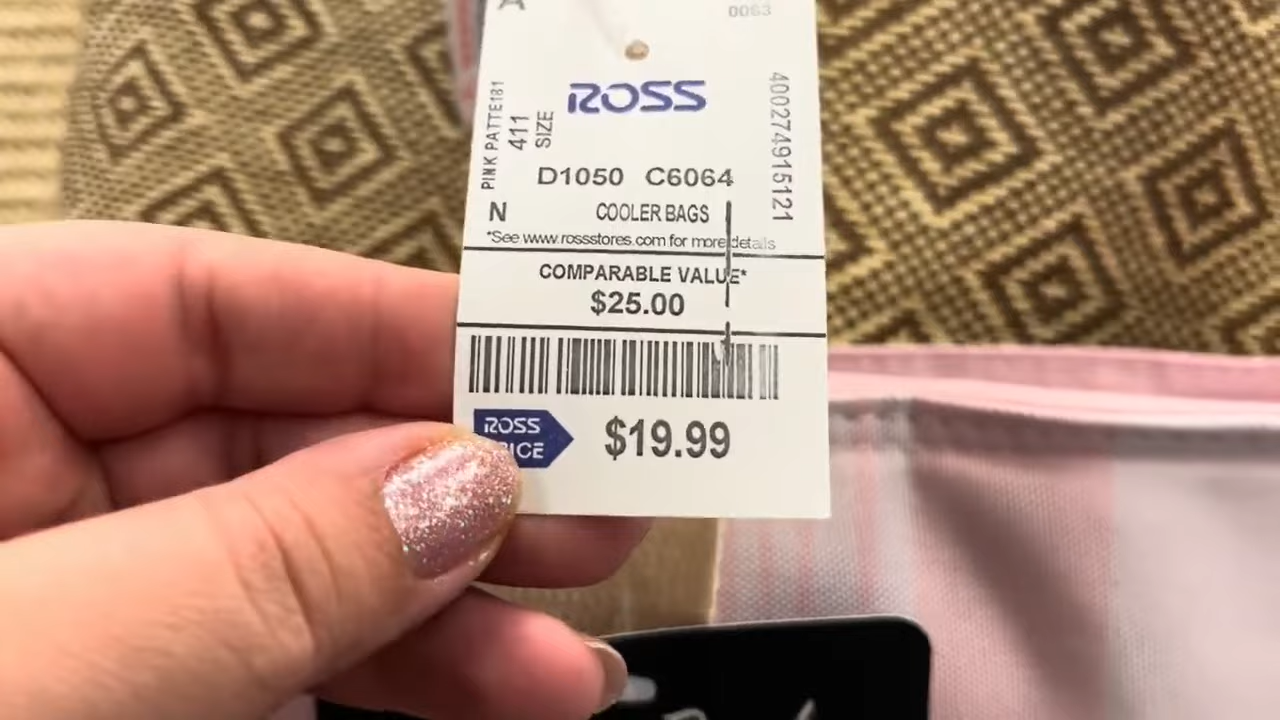 A
0063
ROSS
PINK PATTE181
411
SIZE
400274915121
D1050 C6064
N COOLER BAGS
*See www.rossstores.com for more details
COMPARABLE VALUE*
$25.00
ROSS
$19.99